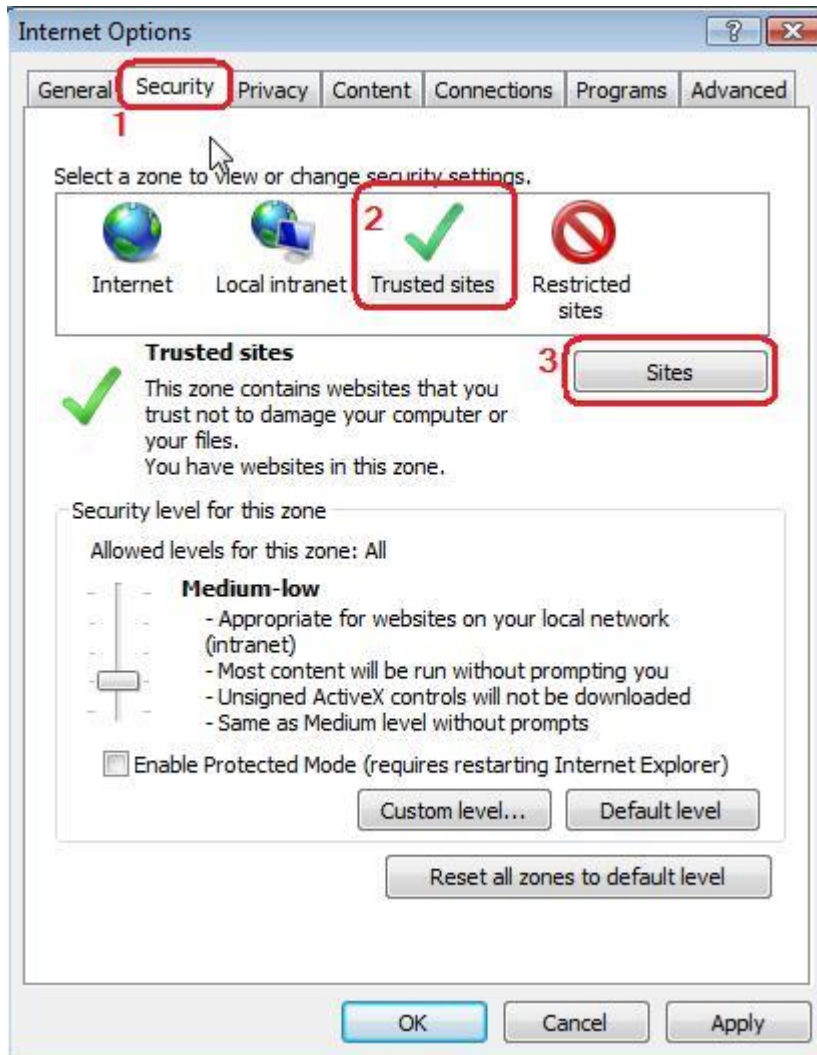 Internet Options
General Security Privacy Content Connections Programs Advanced
1
Select a zone to view or change security settings.
2
Internet Local intranet Trusted sites Restricted
sites
Trusted sites
3 Sites
This zone contains websites that you
trust not to damage your computer or
your files.
You have websites in this zone.
Security level for this zone
Allowed levels for this zone: All
Medium-low
- Appropriate for websites on your local network
(intranet)
- Most content will be run without prompting you
- Unsigned ActiveX controls will not be downloaded
- Same as Medium level without prompts
Enable Protected Mode (requires restarting Internet Explorer)
Custom level... Default level
Reset all zones to default level
OK Cancel Apply